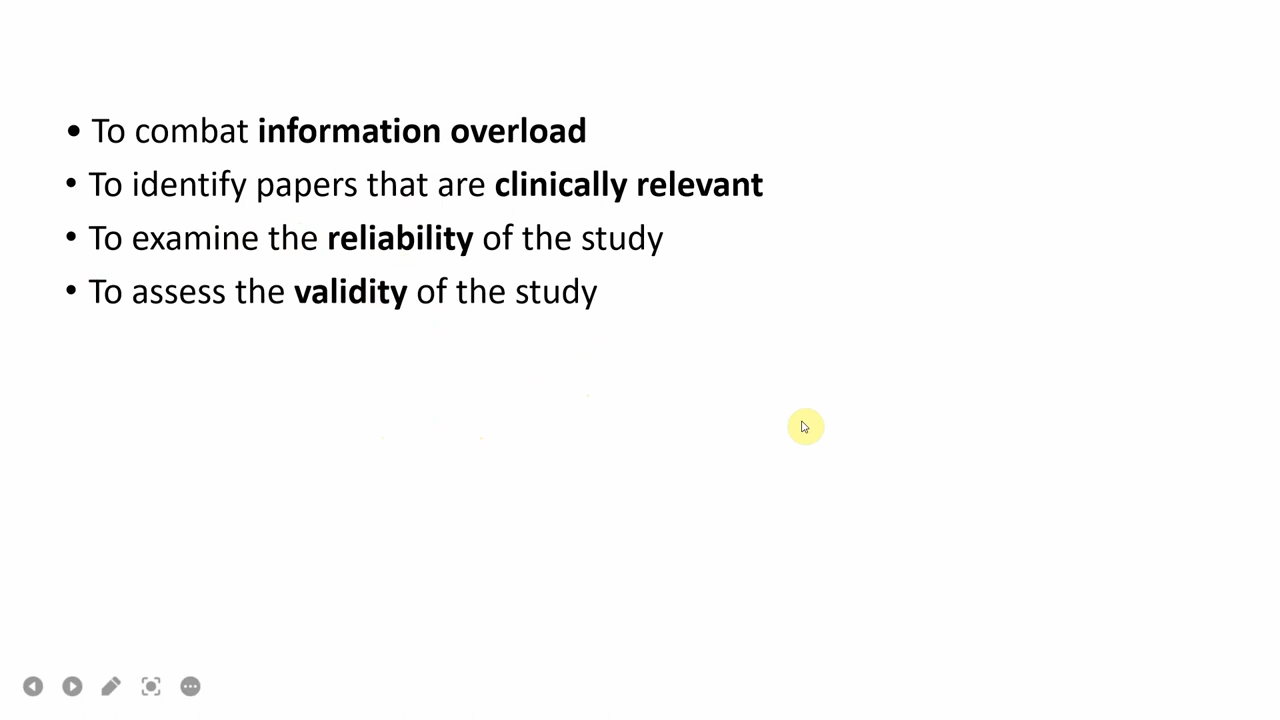 • To combat information overload
• To identify papers that are clinically relevant
• To examine the reliability of the study
• To assess the validity of the study